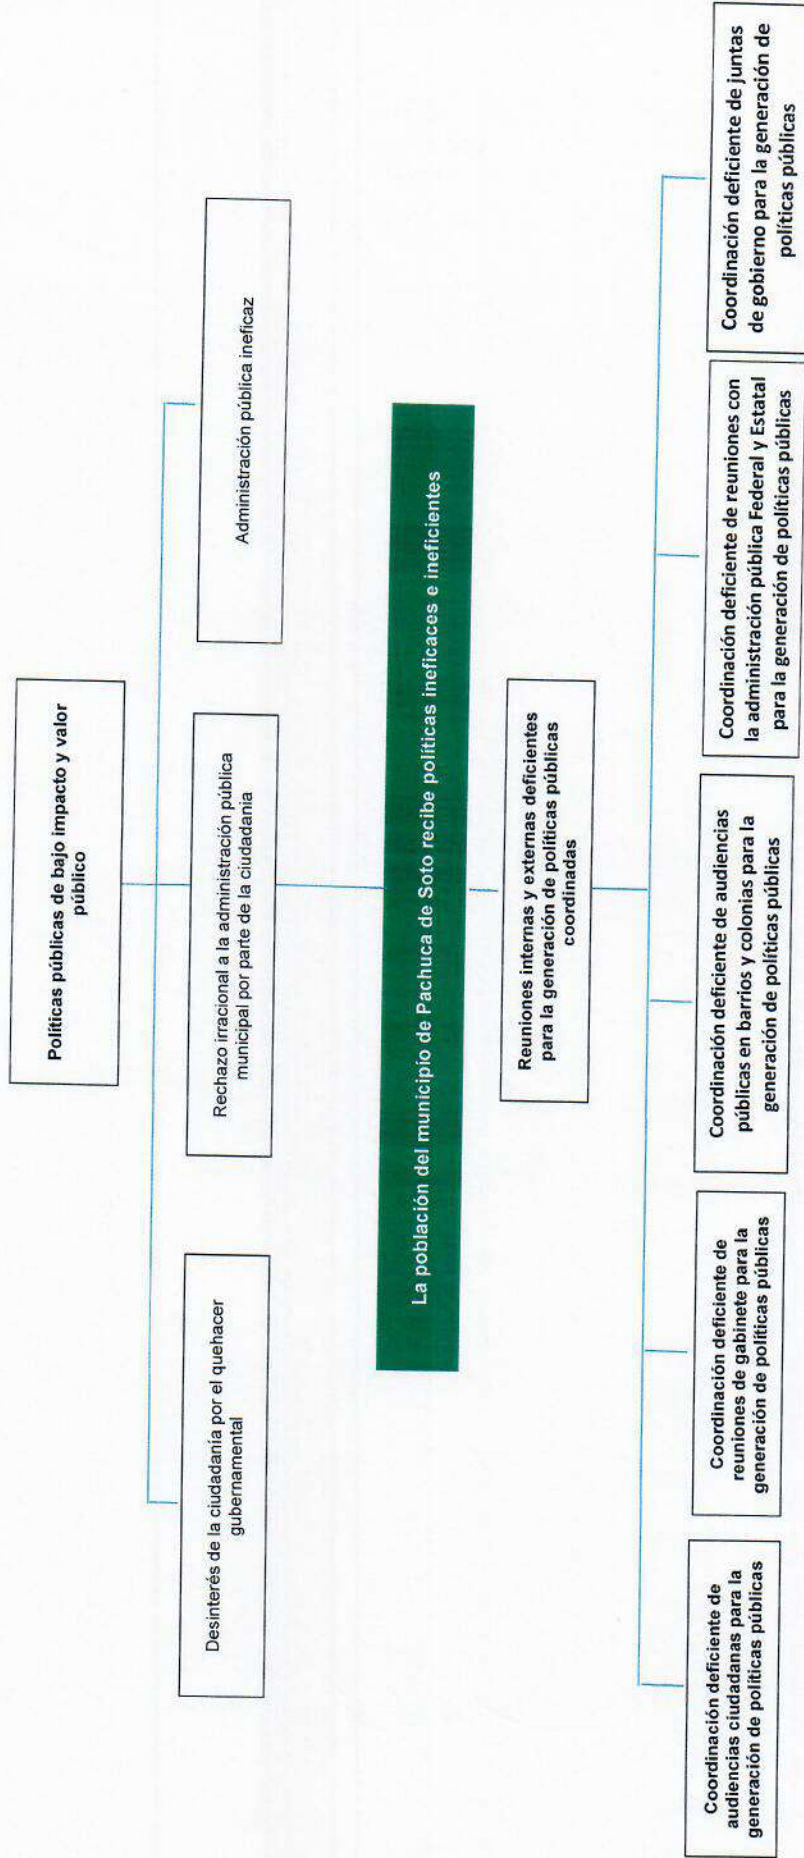 Políticas públicas de bajo impacto y valor
público
Desinterés de la ciudadanía por el quehacer
gubernamental
Rechazo irracional a la administración pública
municipal por parte de la ciudadania
Administración pública ineficaz
La población del municipio de Pachuca de Soto recibe políticas ineficaces e ineficientes
Reuniones internas y externas deficientes
para la generación de políticas públicas
coordinadas
Coordinación deficiente de
audiencias ciudadanas para la
generación de políticas públicas
Coordinación deficiente de
reuniones de gabinete para la
generación de políticas públicas
Coordinación deficiente de audiencias
públicas en barrios y colonias para la
generación de políticas públicas
Coordinación deficiente de reuniones con
la administración pública Federal y Estatal
para la generación de políticas públicas
Coordinación deficiente de juntas
de gobierno para la generación de
políticas públicas